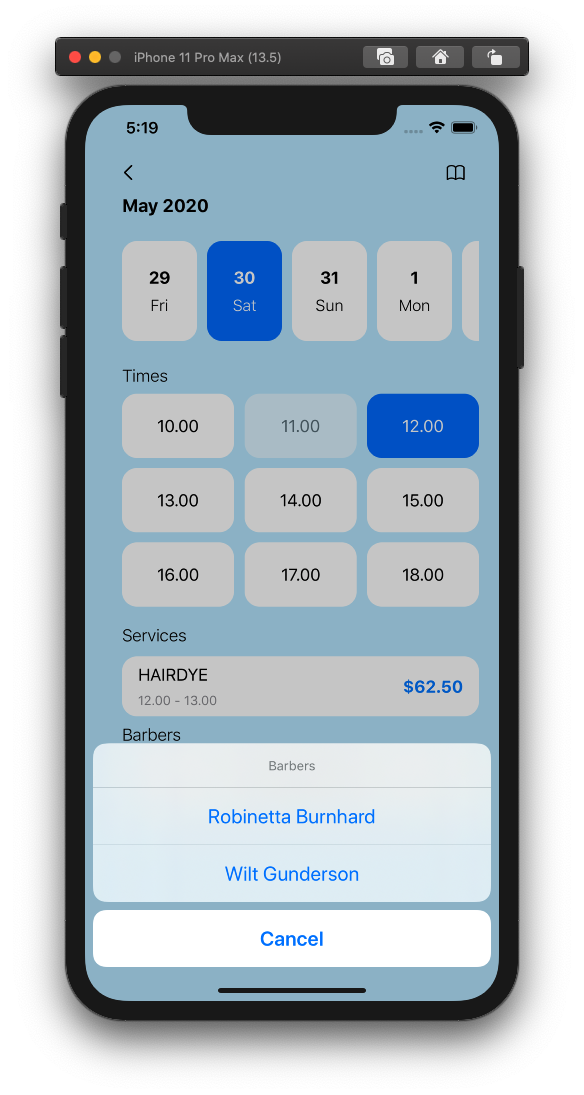 iPhone 11 Pro Max (13.5)
5:19
May 2020
29 30 31 1
Fri Sat Sun Mon
Times
10.00 11.00 12.00
13.00 14.00 15.00
16.00 17.00 18.00
Services
HAIRDYE
$62.50
12.00 - 13.00
Barbers
Barbers
Robinetta Burnhard
Wilt Gunderson
Cancel